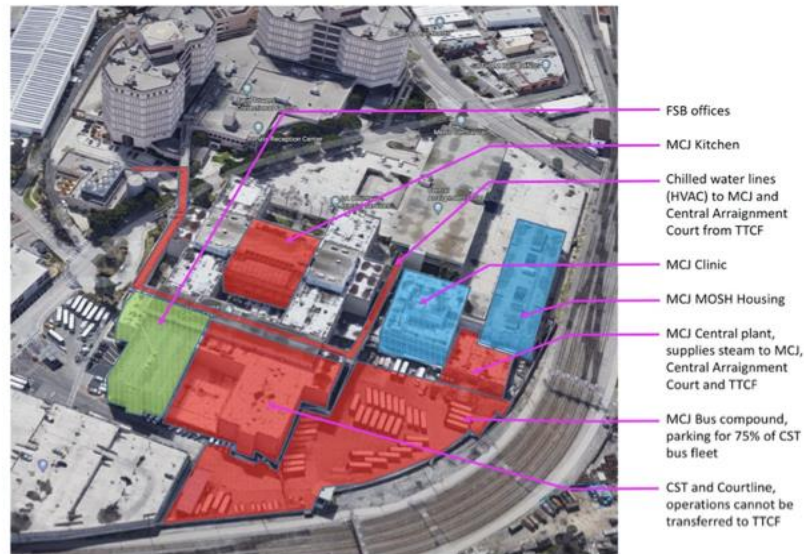 Reception Center
FSB offices
MCJ Kitchen
Chilled water lines
(HVAC) to MCJ and
Central Arraignment
Court from TTCF
MCJ Clinic
MCJ MOSH Housing
MCJ Central plant,
supplies steam to MCJ,
Central Arraignment
Court and TTCF
MCJ Bus compound,
parking for 75% of CST
bus fleet
CST and Courtline,
operations cannot be
transferred to TTCF